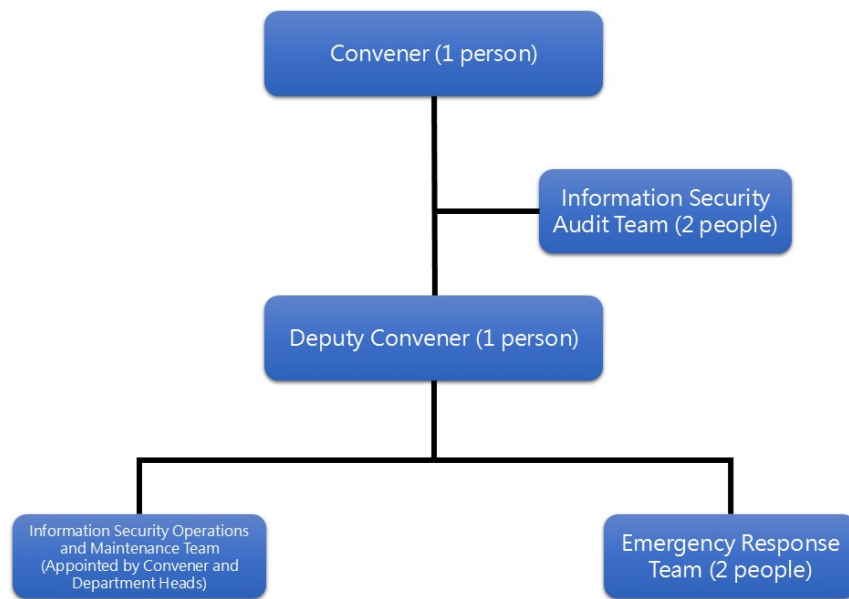 Convener (1 person)
Information Security
Audit Team (2 people)
Deputy Convener (1 person)
Information Security Operations
and Maintenance Team
(Appointed by Convener and
Department Heads)
Emergency Response
Team (2 people)